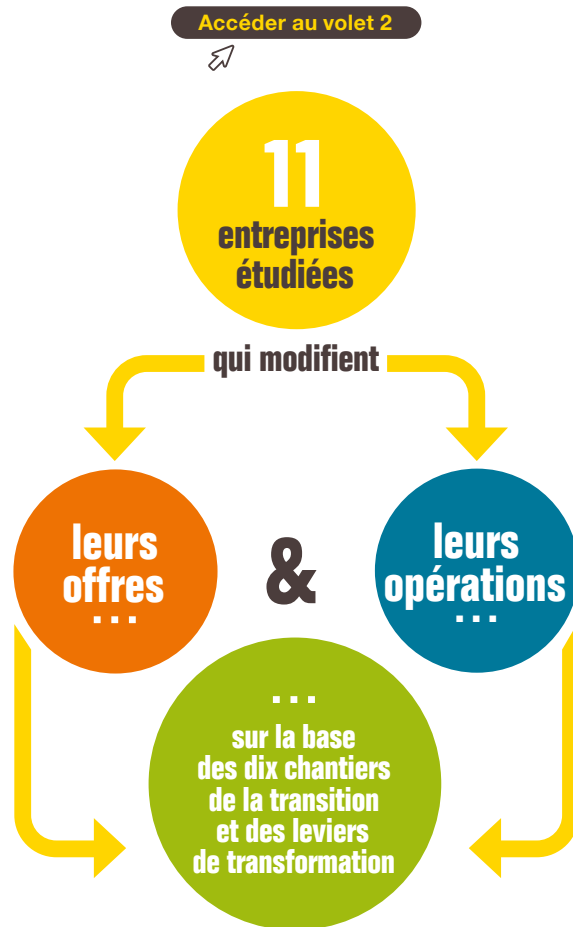 Accéder au volet 2
11
entreprises
étudiées
qui modifient
leurs
offres
...
&
leurs
opérations
...
...
sur la base
des dix chantiers
de la transition
et des leviers
de transformation